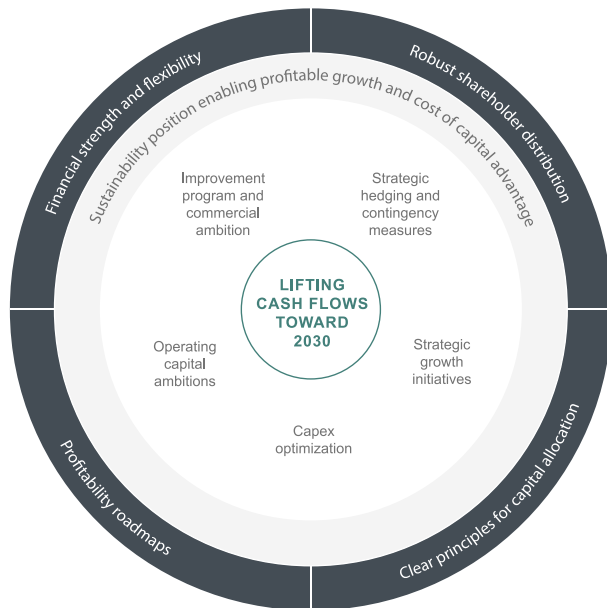 Financial strength and flexibility
Robust shareholder distribution
Sustainability position enabling profitable growth and cost of capital advantage
Improvement
program and
commercial
ambition
Strategic
hedging and
contingency
measures
LIFTING
CASH FLOWS
TOWARD
2030
Operating
capital
ambitions
Strategic
growth
initiatives
Capex
optimization
Profitability roadmaps
Clear principles for capital allocation